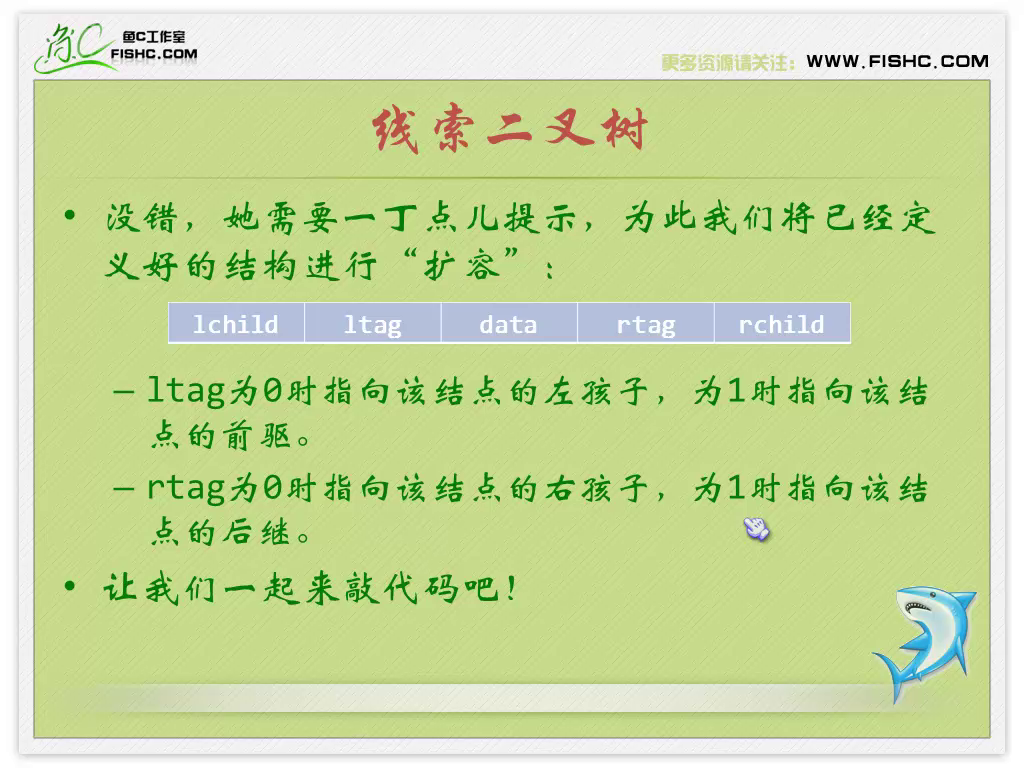 鱼C 鱼C工作室
FISHC.COM
更多资源请关注：WWW.FISHC.COM
线索二叉树
• 没错，她需要一丁点儿提示，为此我们将已经定
义好的结构进行“扩容”：
lchild ltag data rtag rchild
– ltag为0时指向该结点的左孩子，为1时指向该结
点的前驱。
– rtag为0时指向该结点的右孩子，为1时指向该结
点的后继。
• 让我们一起来敲代码吧！